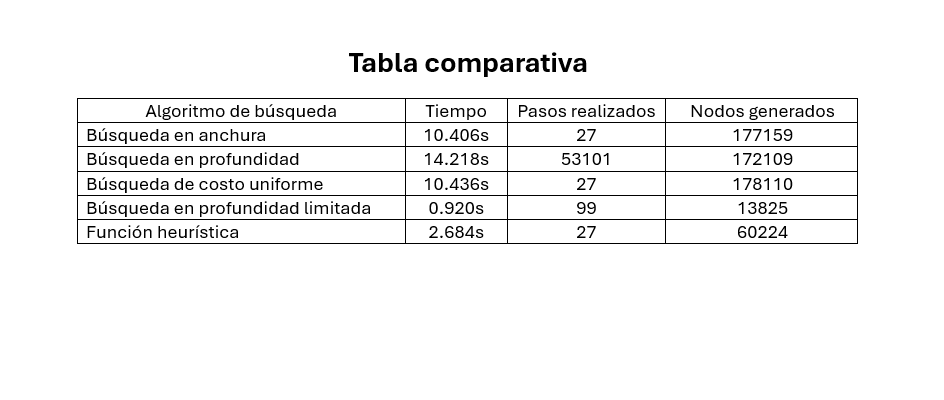 Tabla comparativa
Algoritmo de búsqueda Tiempo Pasos realizados Nodos generados
Búsqueda en anchura 10.406s 27 177159
Búsqueda en profundidad 14.218s 53101 172109
Búsqueda de costo uniforme 10.436s 27 178110
Búsqueda en profundidad limitada 0.920s 99 13825
Función heurística 2.684s 27 60224